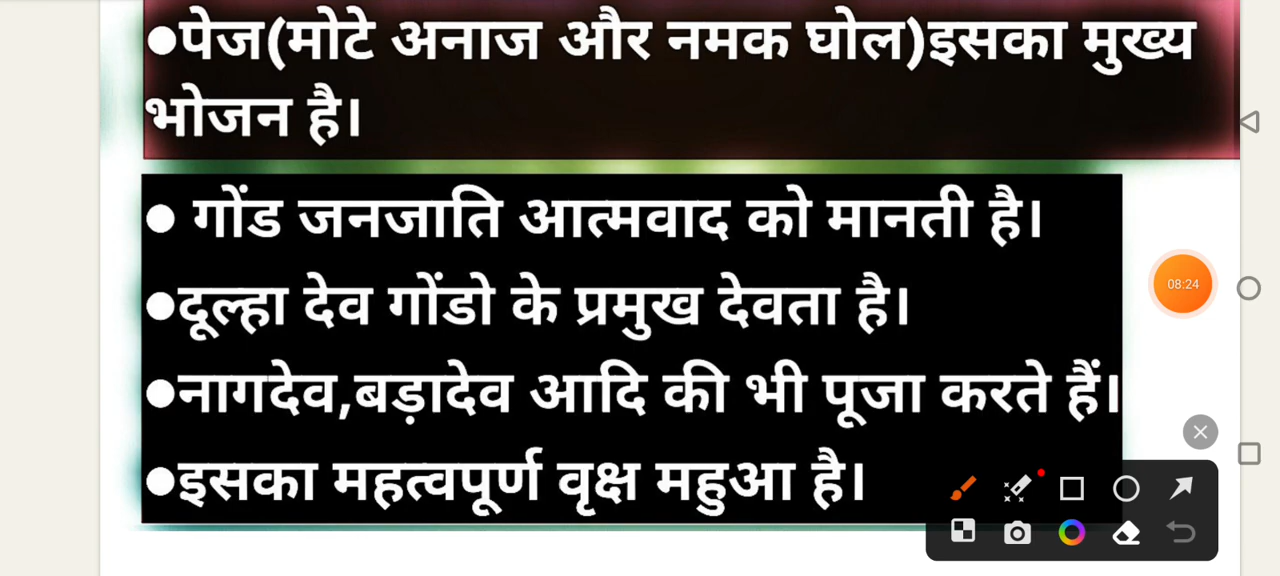 ●पेज(मोटे अनाज और नमक घोल)इसका मुख्य
भोजन है।
● गोंड जनजाति आत्मवाद को मानती है।
●दूल्हा देव गोंडो के प्रमुख देवता है।
●नागदेव,बड़ादेव आदि की भी पूजा करते हैं।
●इसका महत्वपूर्ण वृक्ष महुआ है।
08:24